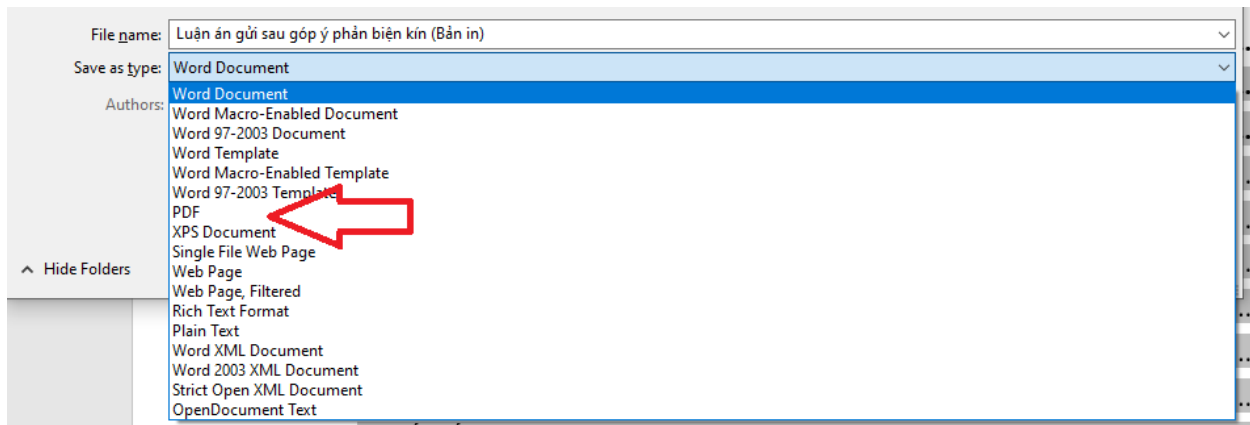 File name: Luận án gửi sau góp ý phản biện kín (Bản in)
Save as type: Word Document
Authors: Word Document
Word Macro-Enabled Document
Word 97-2003 Document
Word Template
Word Macro-Enabled Template
Word 97-2003 Template
PDF
XPS Document
Single File Web Page
Hide Folders Web Page
Web Page, Filtered
Rich Text Format
Plain Text
Word XML Document
Word 2003 XML Document
Strict Open XML Document
OpenDocument Text